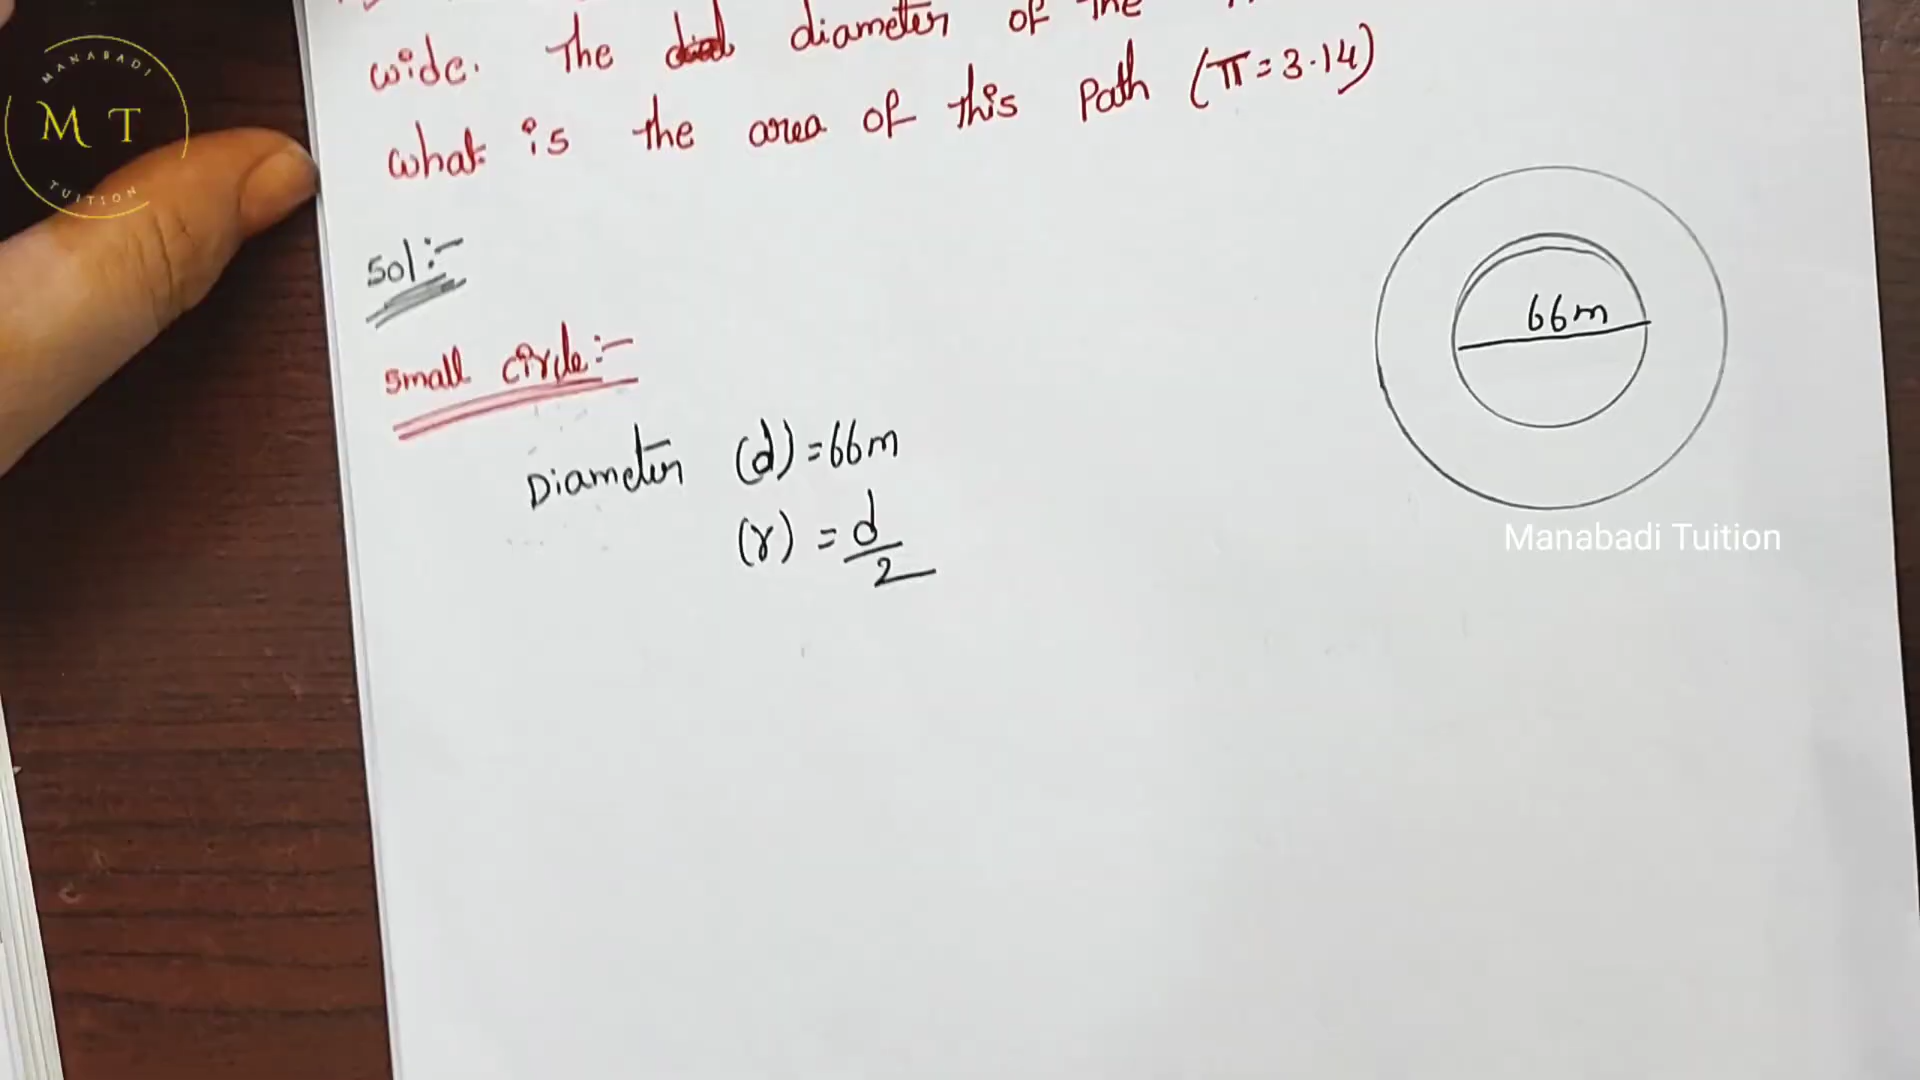 wide. The diameter of the
what is the area of this path (π=3.14)
MANABADI
MT
TUITION
Sol:-
66m
small circle:-
Diameter (d)=66m
(r) = d/2
Manabadi Tuition